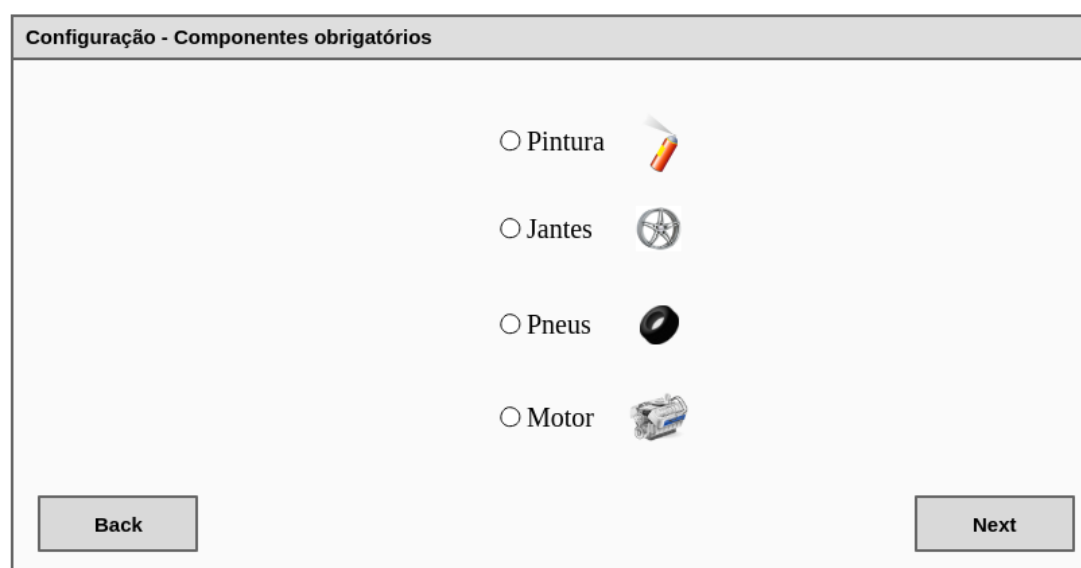 Configuração - Componentes obrigatórios
Pintura
Jantes
Pneus
Motor
Back
Next